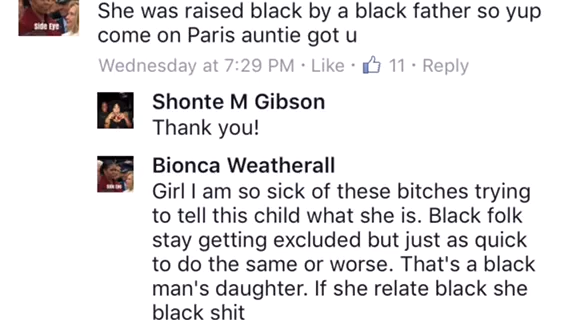 She was raised black by a black father so yup
come on Paris auntie got u
Side Eye
Wednesday at 7:29 PM · Like · 11 · Reply
Shonte M Gibson
Thank you!
Bionca Weatherall
Girl I am so sick of these bitches trying
to tell this child what she is. Black folk
stay getting excluded but just as quick
to do the same or worse. That's a black
man's daughter. If she relate black she
black shit